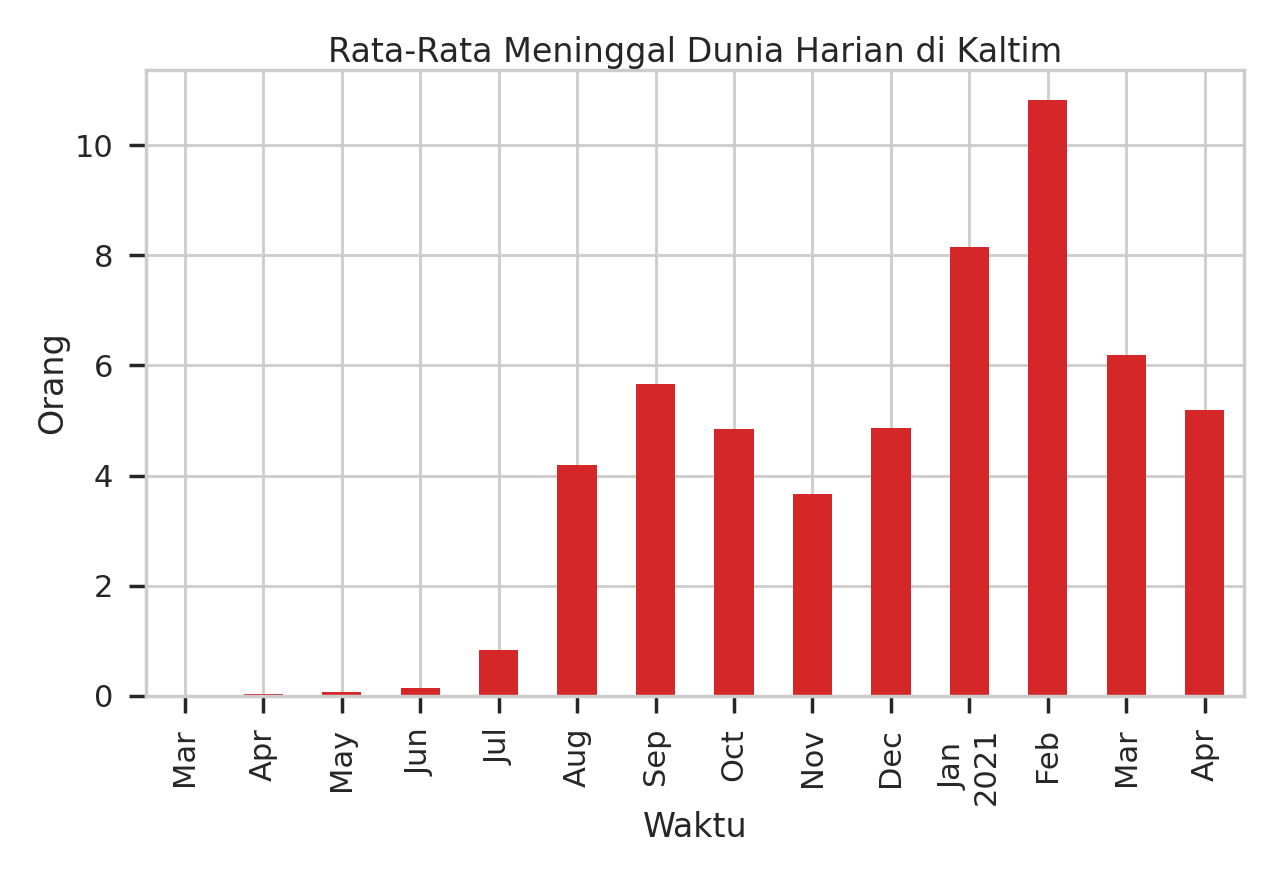 Rata-Rata Meninggal Dunia Harian di Kaltim
Orang
10
8
6
4
2
0
Mar
Apr
May
Jun
Jul
Aug
Sep
Oct
Nov
Dec
Jan
2021
Feb
Mar
Apr
Waktu